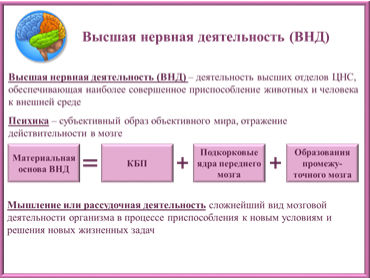 Высшая нервная деятельность (ВНД)
Высшая нервная деятельность (ВНД) – деятельность высших отделов ЦНС,
обеспечивающая наиболее совершенное приспособление животных и человека
к внешней среде
Психика – субъективный образ объективного мира, отражение
действительности в мозге
Материальная
основа ВНД
=
КБП
+
Подкорковые
ядра переднего
мозга
+
Образования
промежу-
точного мозга
Мышление или рассудочная деятельность сложнейший вид мозговой
деятельности организма в процессе приспособления к новым условиям и
решения новых жизненных задач